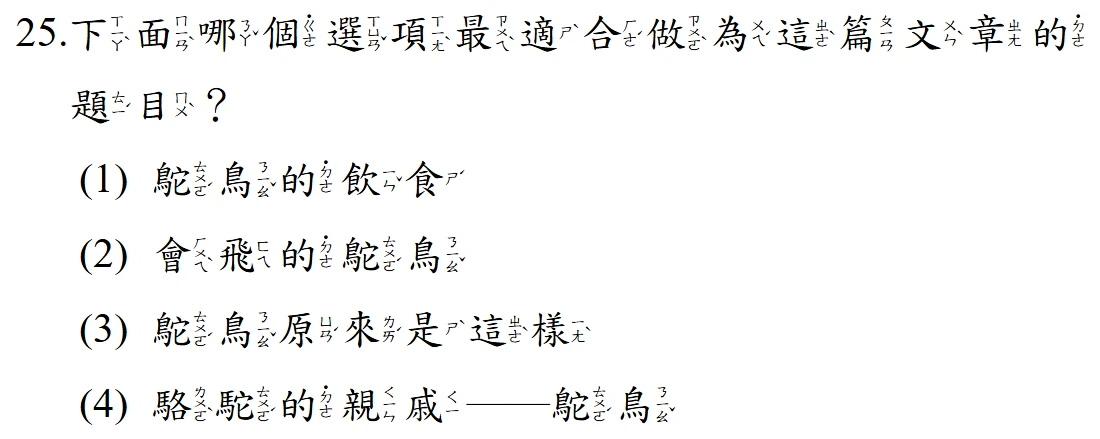 25.下面哪個選項最適合做為這篇文章的
題目？
(1) 鴕鳥的飲食
(2) 會飛的鴕鳥
(3) 鴕鳥原來是這樣
(4) 駱駝的親戚——鴕鳥